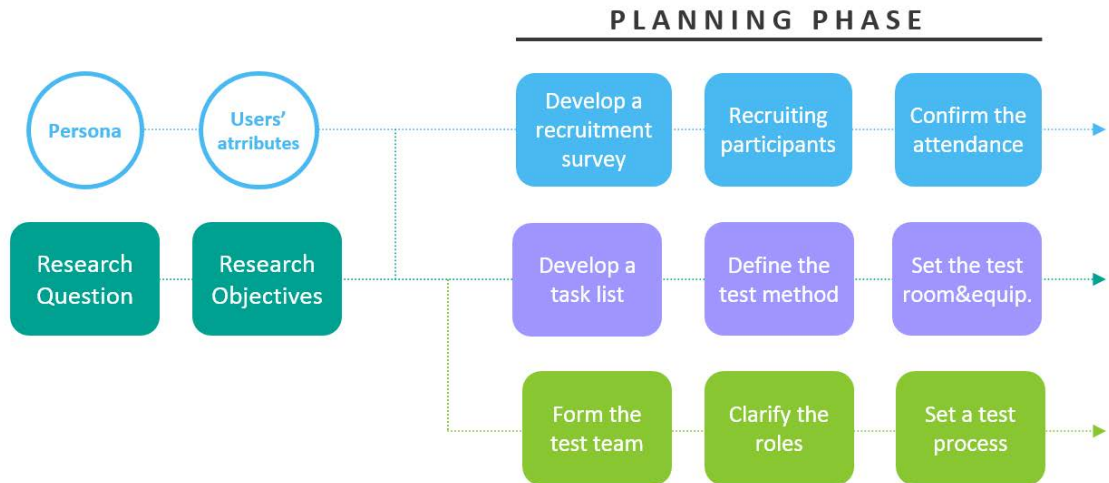 PLANNING PHASE
Persona
Users’
atrributes
Develop a
recruitment
survey
Recruiting
participants
Confirm the
attendance
Research
Question
Research
Objectives
Develop a
task list
Define the
test method
Set the test
room&equip.
Form the
test team
Clarify the
roles
Set a test
process